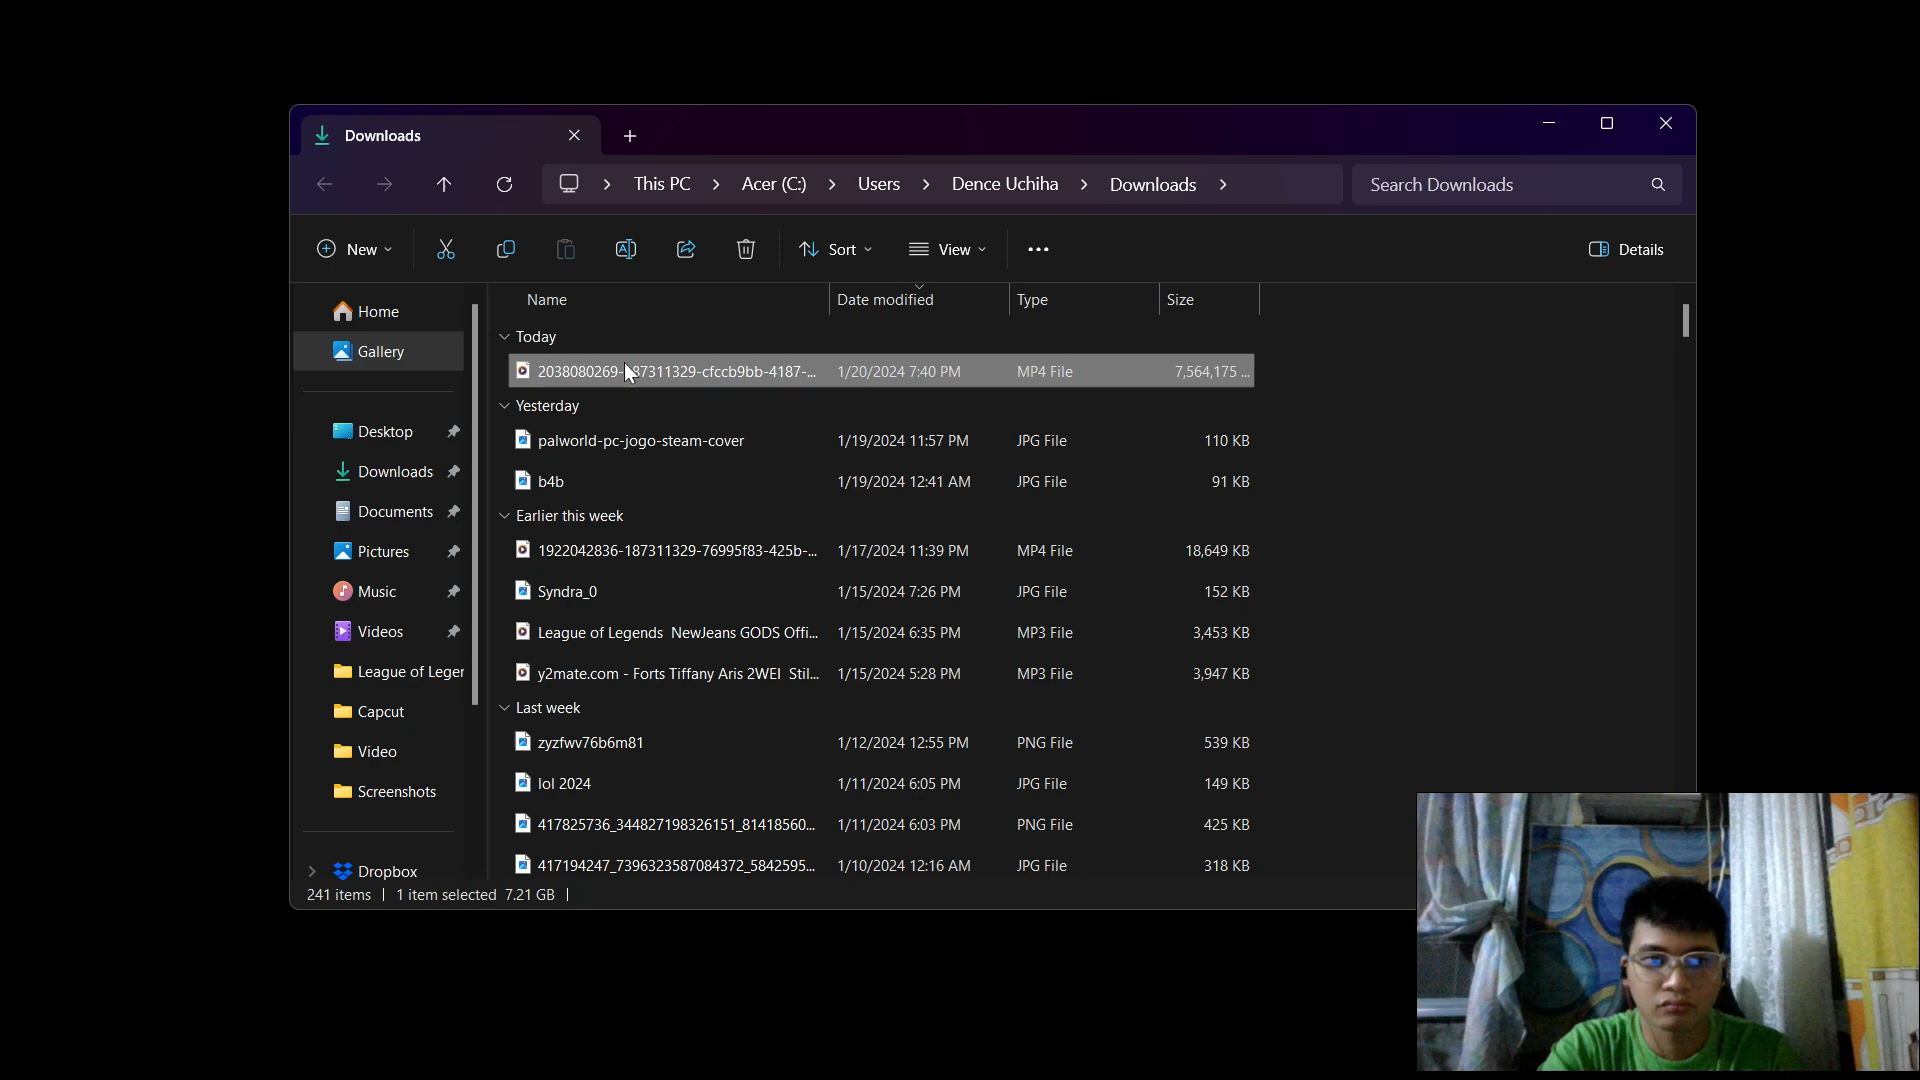 Downloads
This PC > Acer (C:) > Users > Dence Uchiha > Downloads >
Search Downloads
New
Sort
View
Details
Home
Gallery
Desktop
Downloads
Documents
Pictures
Music
Videos
League of Leger
Capcut
Video
Screenshots
Dropbox
Name Date modified Type Size
Today
2038080269-187311329-cfccb9bb-4187-... 1/20/2024 7:40 PM MP4 File 7,564,175 ...
Yesterday
palworld-pc-jogo-steam-cover 1/19/2024 11:57 PM JPG File 110 KB
b4b 1/19/2024 12:41 AM JPG File 91 KB
Earlier this week
1922042836-187311329-76995f83-425b-... 1/17/2024 11:39 PM MP4 File 18,649 KB
Syndra_0 1/15/2024 7:26 PM JPG File 152 KB
League of Legends NewJeans GODS Offi... 1/15/2024 6:35 PM MP3 File 3,453 KB
y2mate.com - Forts Tiffany Aris 2WEI Stil... 1/15/2024 5:28 PM MP3 File 3,947 KB
Last week
zyzfwv76b6m81 1/12/2024 12:55 PM PNG File 539 KB
lol 2024 1/11/2024 6:05 PM JPG File 149 KB
417825736_344827198326151_81418560... 1/11/2024 6:03 PM PNG File 425 KB
417194247_7396323587084372_5842595... 1/10/2024 12:16 AM JPG File 318 KB
241 items | 1 item selected 7.21 GB |